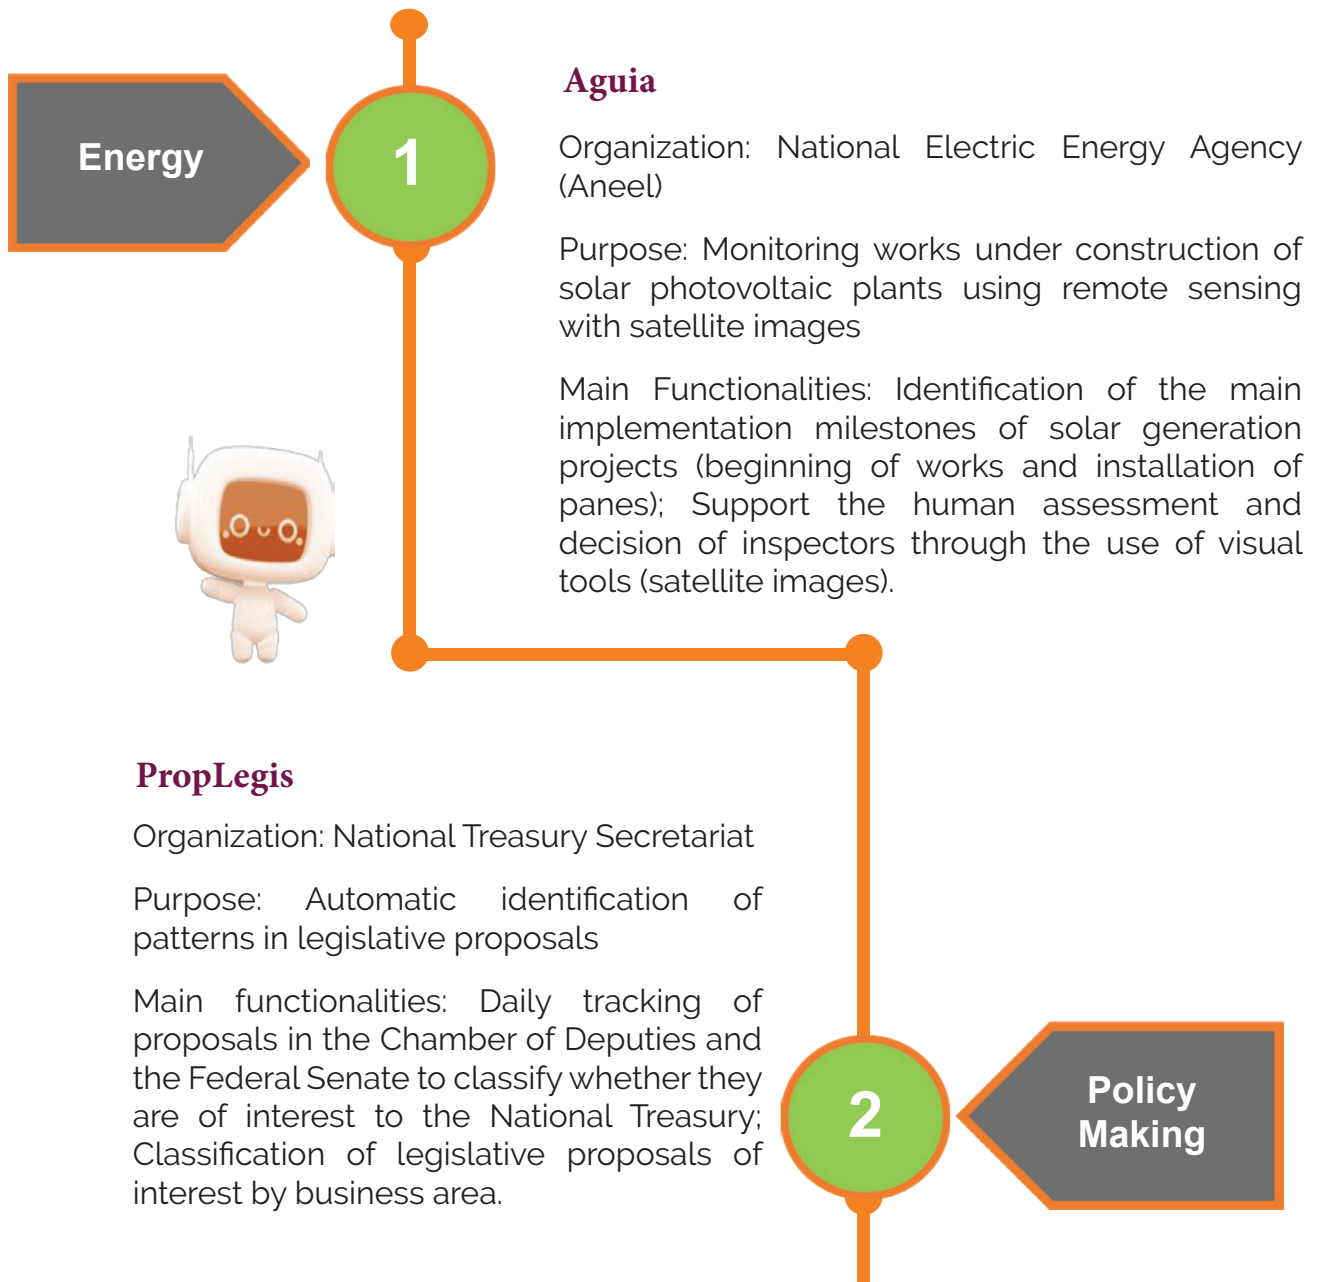 Energy
1
Aguia
Organization: National Electric Energy Agency
(Aneel)
Purpose: Monitoring works under construction of
solar photovoltaic plants using remote sensing
with satellite images
Main Functionalities: Identification of the main
implementation milestones of solar generation
projects (beginning of works and installation of
panes); Support the human assessment and
decision of inspectors through the use of visual
tools (satellite images).
PropLegis
Organization: National Treasury Secretariat
Purpose: Automatic identification of
patterns in legislative proposals
Main functionalities: Daily tracking of
proposals in the Chamber of Deputies and
the Federal Senate to classify whether they
are of interest to the National Treasury;
Classification of legislative proposals of
interest by business area.
2
Policy
Making